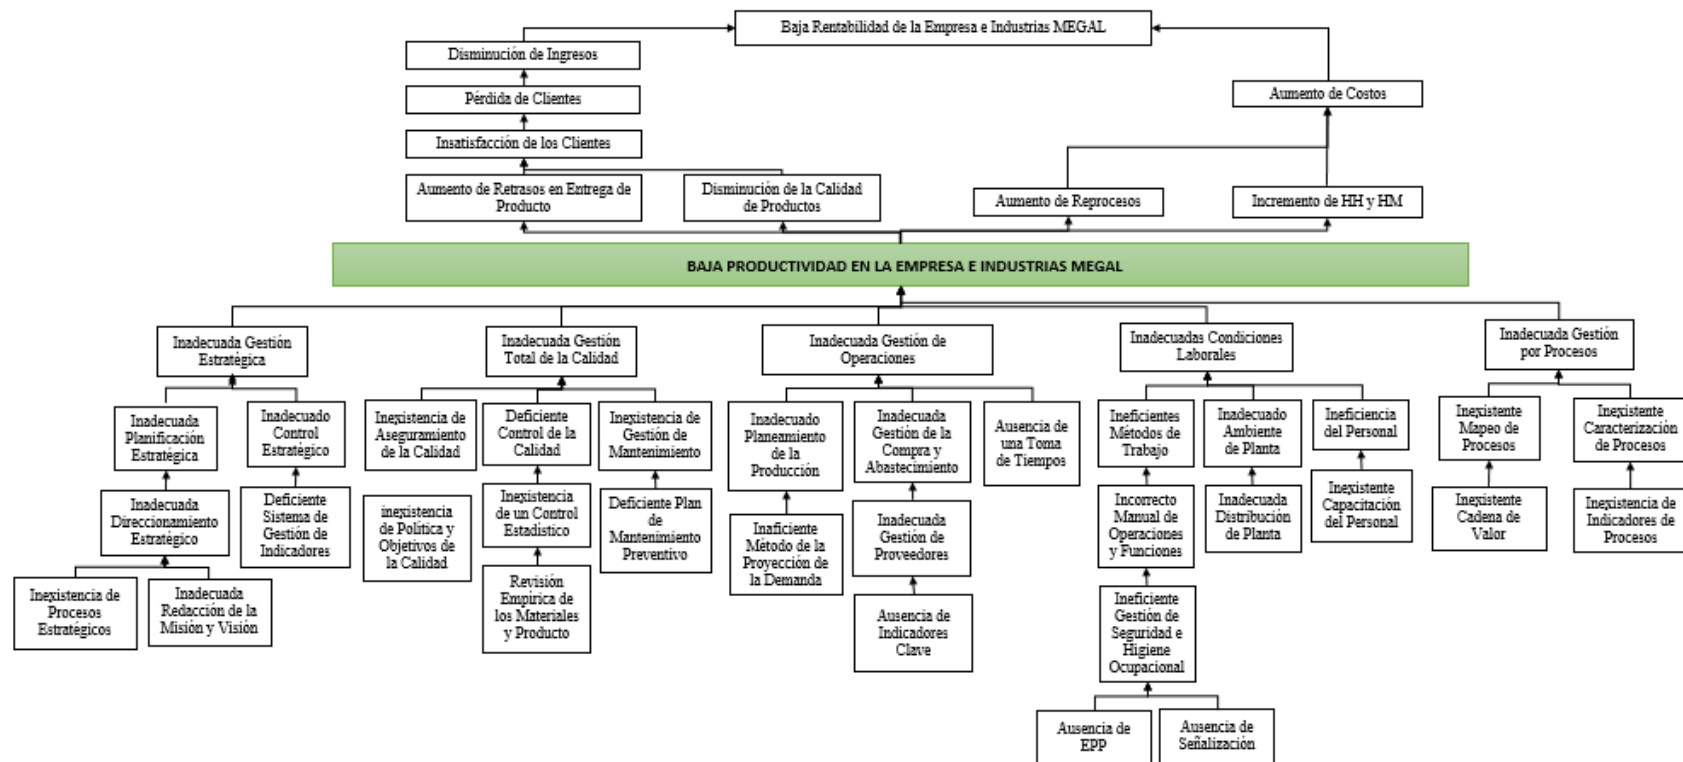 Baja Rentabilidad de la Empresa e Industrias MEGAL
Disminución de Ingresos
Pérdida de Clientes
Aumento de Costos
Insatisfacción de los Clientes
Aumento de Retrasos en Entrega de
Producto
Disminución de la Calidad
de Productos
Aumento de Reprocesos
Incremento de HH y HM
BAJA PRODUCTIVIDAD EN LA EMPRESA E INDUSTRIAS MEGAL
Inadecuada Gestión
Estratégica
Inadecuada Gestión
Total de la Calidad
Inadecuada Gestión de
Operaciones
Inadecuadas Condiciones
Laborales
Inadecuada Gestión
por Procesos
Inadecuada
Planificación
Estratégica
Inadecuado
Control
Estratégico
Inexistencia de
Aseguramiento
de la Calidad
Deficiente
Control de la
Calidad
Inexistencia de
Gestión de
Mantenimiento
Inadecuado
Planeamiento
de la
Producción
Inadecuada
Gestión de la
Compra y
Abastecimiento
Ausencia de
una Toma
de Tiempos
Ineficientes
Métodos de
Trabajo
Inadecuado
Ambiente
de Planta
Ineficiencia
del Personal
Inexistente
Mapeo de
Procesos
Inexistente
Caracterización
de Procesos
Inadecuada
Direccionamiento
Estratégico
Deficiente
Sistema de
Gestión de
Indicadores
inexistencia
de Política y
Objetivos de
la Calidad
Inexistencia
de un Control
Estadístico
Deficiente Plan
de
Mantenimiento
Preventivo
Inaficiente
Método de la
Proyección de
la Demanda
Inadecuada
Gestión de
Proveedores
Incorrecto
Manual de
Operaciones
y Funciones
Inadecuada
Distribución
de Planta
Inexistente
Capacitación
del Personal
Inexistente
Cadena de
Valor
Inexistencia de
Indicadores de
Procesos
Inexistencia de
Procesos
Estratégicos
Inadecuada
Redacción de la
Misión y Visión
Revisión
Empírica de
los Materiales
y Producto
Ausencia de
Indicadores
Clave
Ineficiente
Gestión de
Seguridad e
Higiene
Ocupacional
Ausencia de
EPP
Ausencia de
Señalización